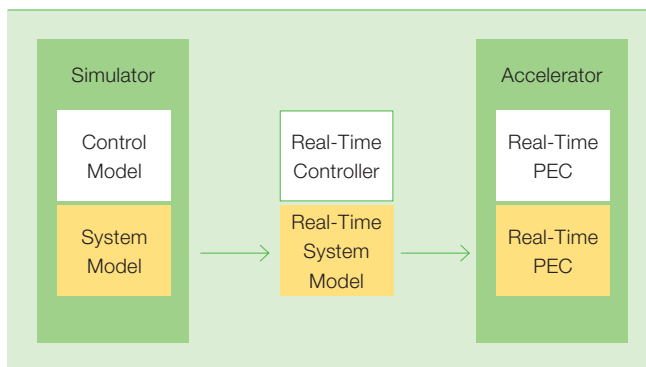 Simulator
Control
Model
System
Model
Real-Time
Controller
Real-Time
System
Model
Accelerator
Real-Time
PEC
Real-Time
PEC